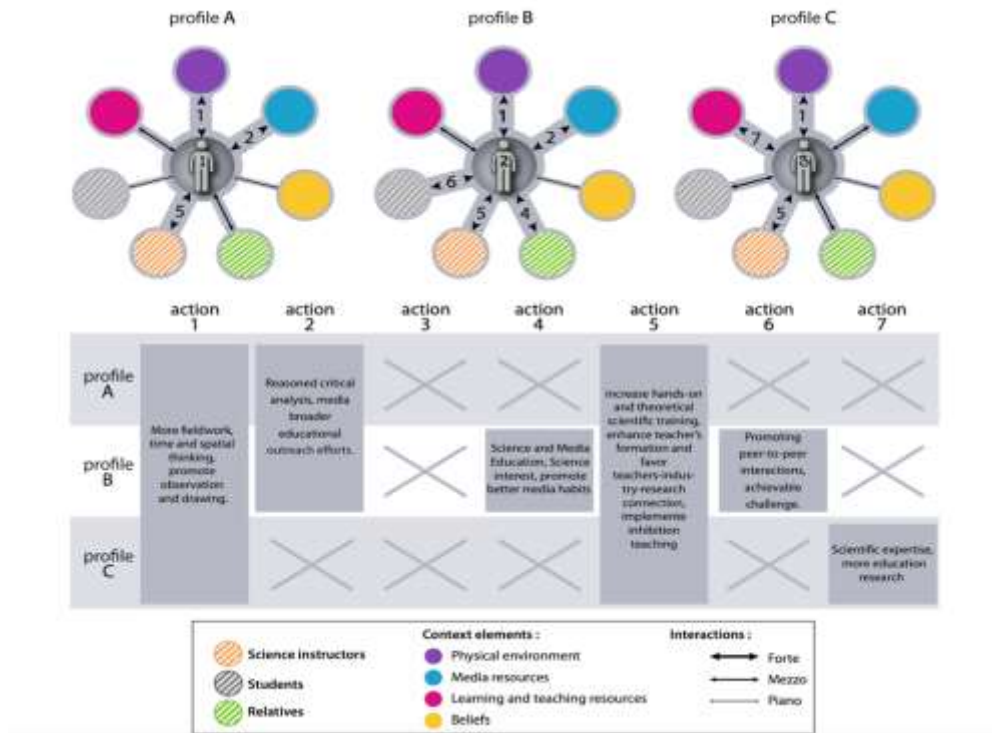 profile A
profile B
profile C
1
2
5
1
1
2
6
5
4
2
1
7
5
3
action 1
action 2
action 3
action 4
action 5
action 6
action 7
profile A
profile B
profile C
More fieldwork,
time and spatial
thinking,
promote
observation
and drawing.
Reasoned critical
analysis, media
broader
educational
outreach efforts.
Science and Media
Education, Science
interest, promote
better media habits
Increase hands-on
and theoretical
scientific training,
enhance teacher's
formation and
favor
teachers-indus-
try-research
connection,
implemente
inhibition
teaching
Promoting
peer-to-peer
interactions,
achievable
challenge.
Scientific expertise,
more education
research
Science instructors
Students
Relatives
Context elements :
Physical environment
Media resources
Learning and teaching resources
Beliefs
Interactions :
Forte
Mezzo
Piano